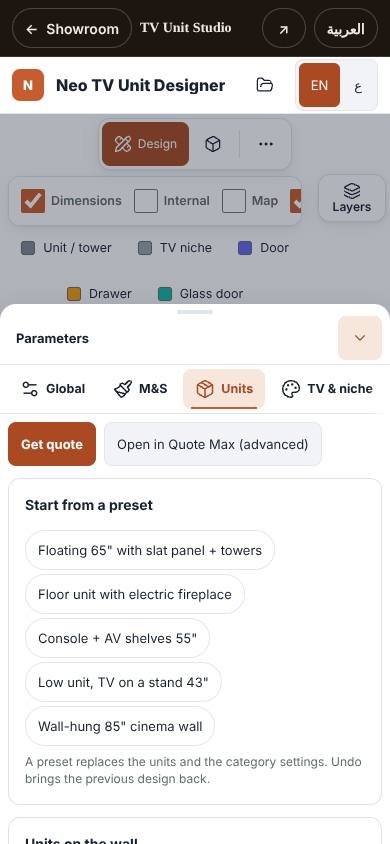 ← Showroom
TV Unit Studio
العربية
N
Neo TV Unit Designer
EN
ع
Design
Dimensions
Internal
Map
Layers
Unit / tower
TV niche
Door
Drawer
Glass door
Parameters
Global
M&S
Units
TV & niche
Get quote
Open in Quote Max (advanced)
Start from a preset
Floating 65" with slat panel + towers
Floor unit with electric fireplace
Console + AV shelves 55"
Low unit, TV on a stand 43"
Wall-hung 85" cinema wall
A preset replaces the units and the category settings. Undo
brings the previous design back.
Units on the wall